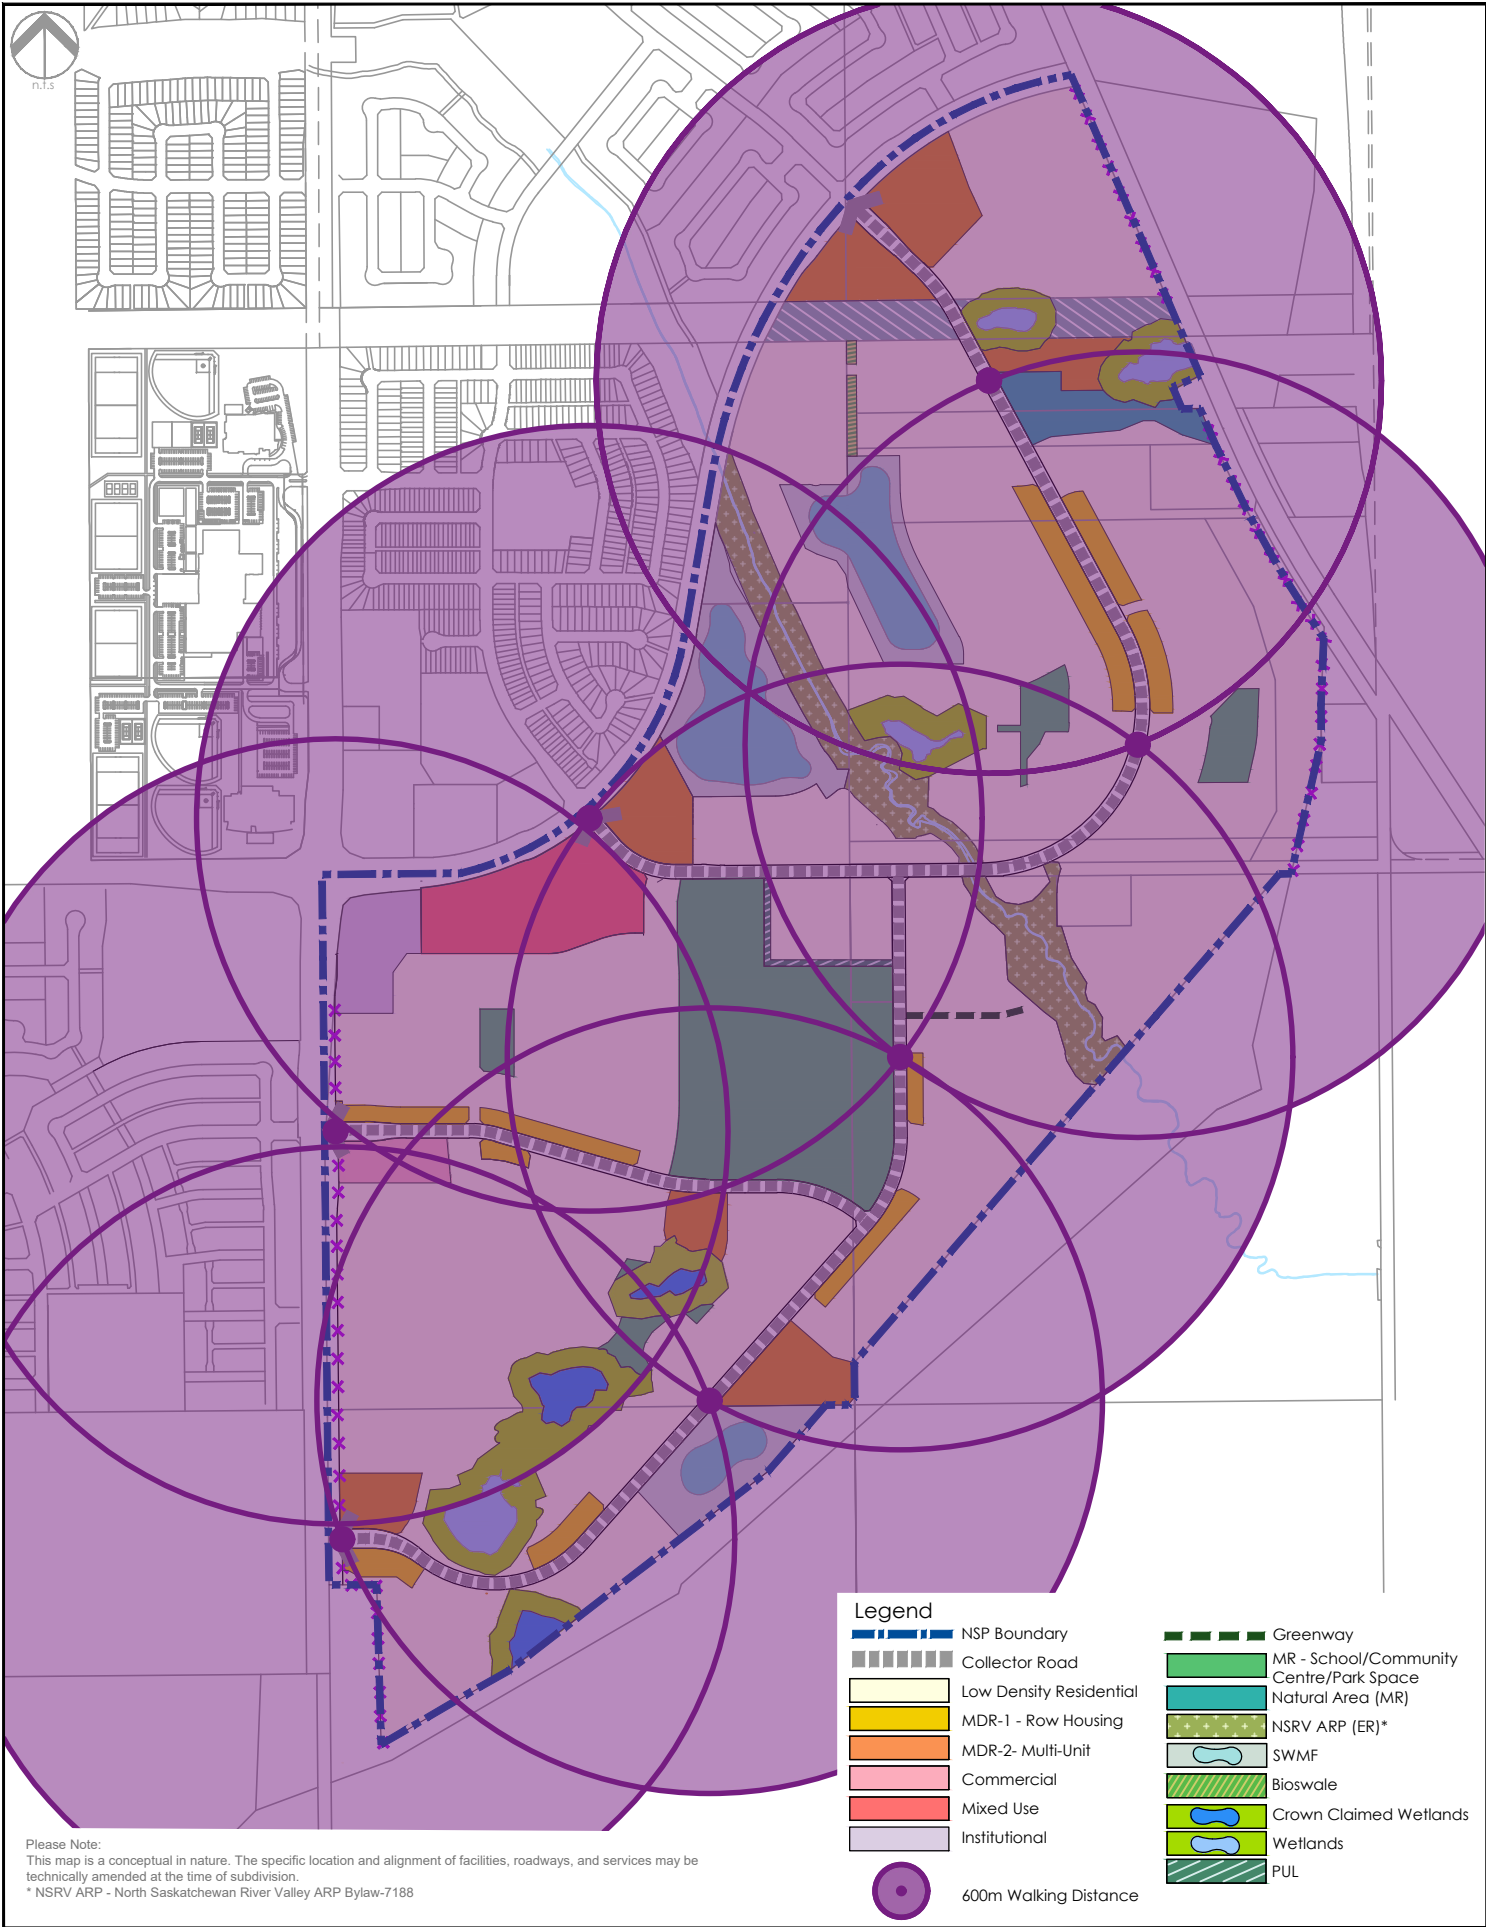 n.t.s
Legend
NSP Boundary
Collector Road
Low Density Residential
MDR-1 - Row Housing
MDR-2- Multi-Unit
Commercial
Mixed Use
Institutional
600m Walking Distance
Greenway
MR - School/Community
Centre/Park Space
Natural Area (MR)
NSRV ARP (ER)*
SWMF
Bioswale
Crown Claimed Wetlands
Wetlands
PUL
Please Note:
This map is a conceptual in nature. The specific location and alignment of facilities, roadways, and services may be
technically amended at the time of subdivision.
* NSRV ARP - North Saskatchewan River Valley ARP Bylaw-7188